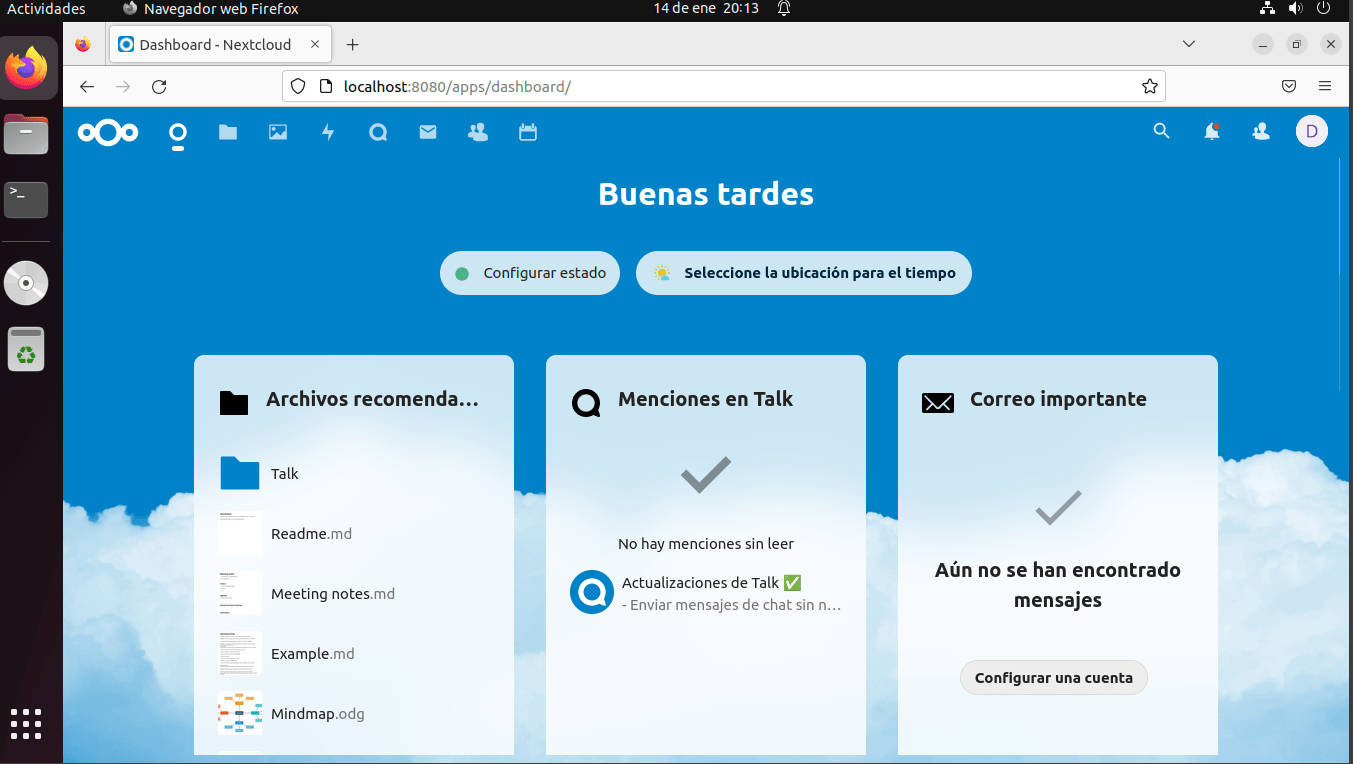 Actividades
Navegador web Firefox
14 de ene 20:13
Dashboard - Nextcloud
localhost:8080/apps/dashboard/
D
Buenas tardes
Configurar estado
Seleccione la ubicación para el tiempo
Archivos recomenda…
Talk
Readme.md
Meeting notes.md
Example.md
Mindmap.odg
Menciones en Talk
No hay menciones sin leer
Actualizaciones de Talk ✅
- Enviar mensajes de chat sin n…
Correo importante
Aún no se han encontrado
mensajes
Configurar una cuenta